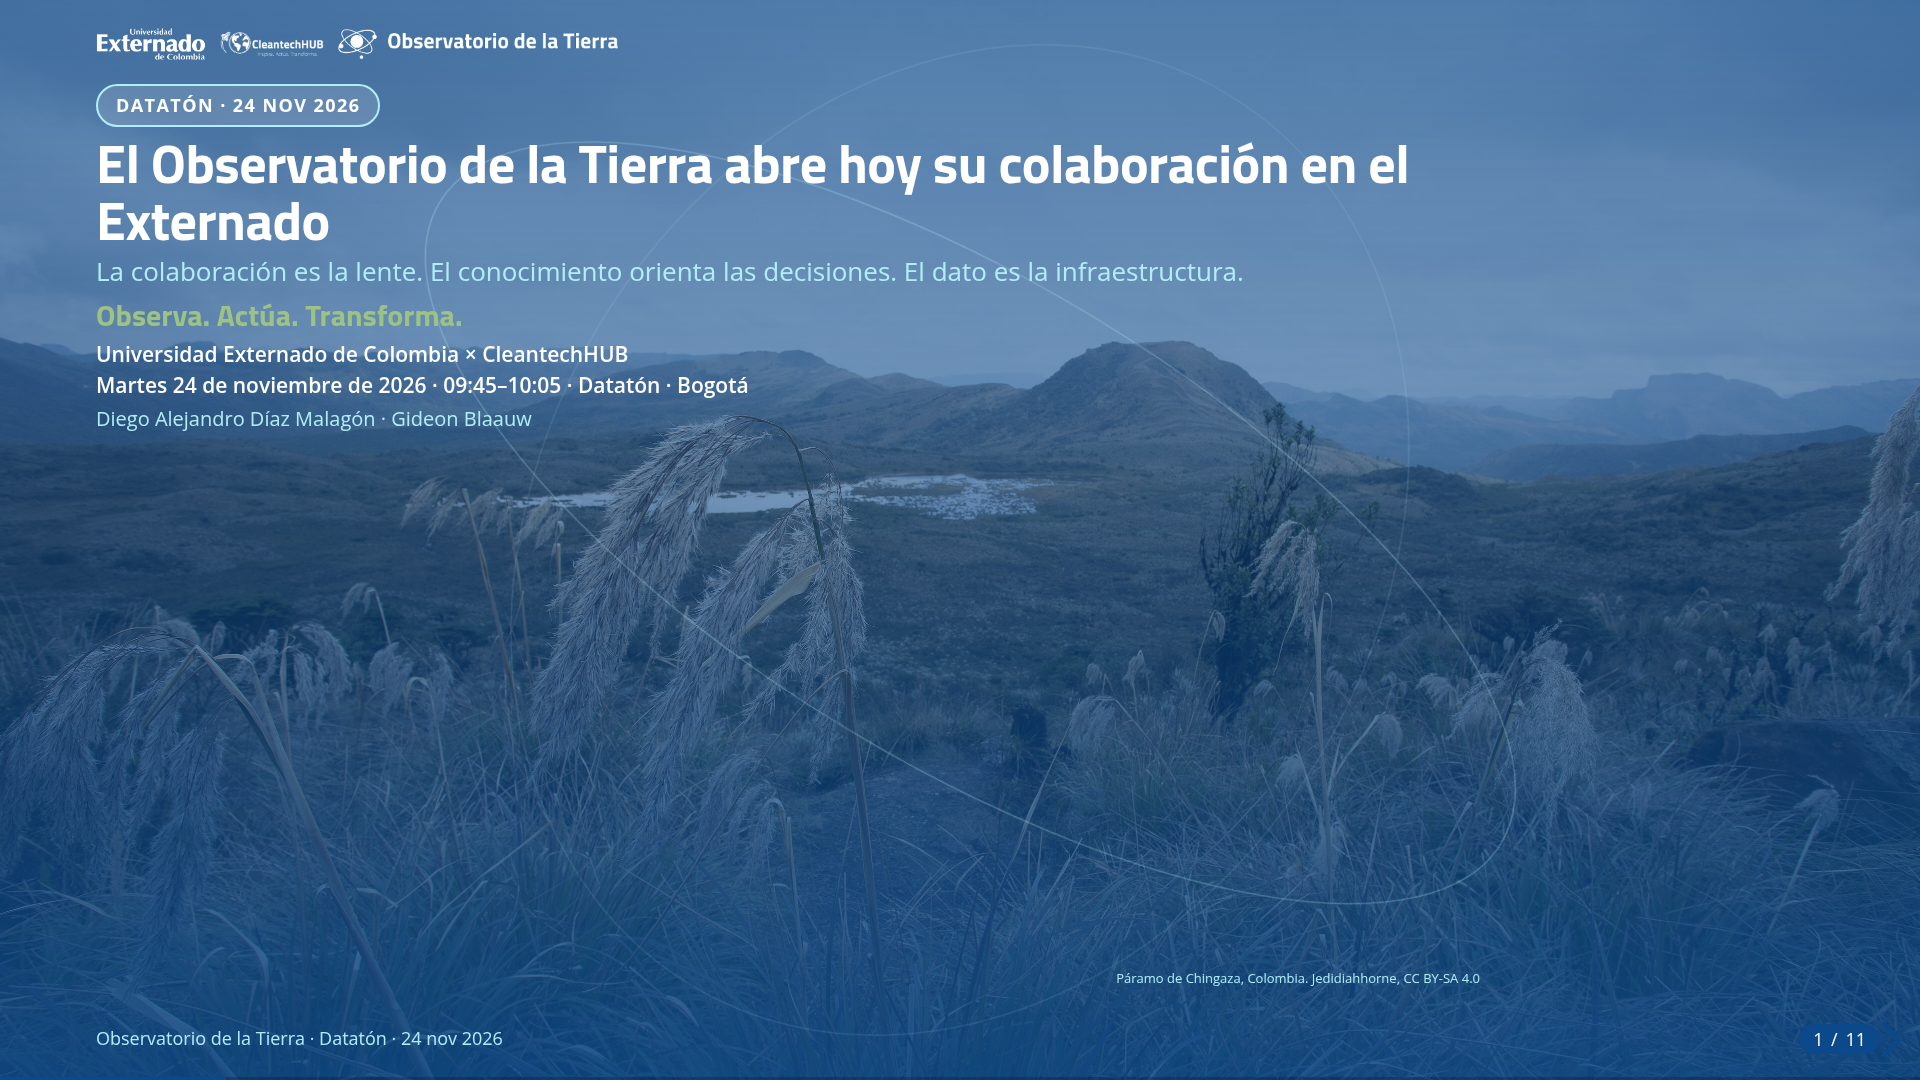 Universidad
Externado
de Colombia
CleantechHUB
Observatorio de la Tierra
DATATÓN · 24 NOV 2026
El Observatorio de la Tierra abre hoy su colaboración en el
Externado
La colaboración es la lente. El conocimiento orienta las decisiones. El dato es la infraestructura.
Observa. Actúa. Transforma.
Universidad Externado de Colombia × CleantechHUB
Martes 24 de noviembre de 2026 · 09:45–10:05 · Datatón · Bogotá
Diego Alejandro Díaz Malagón · Gideon Blaauw
Páramo de Chingaza, Colombia. Jedidiahhorne, CC BY-SA 4.0
Observatorio de la Tierra · Datatón · 24 nov 2026
1 / 11